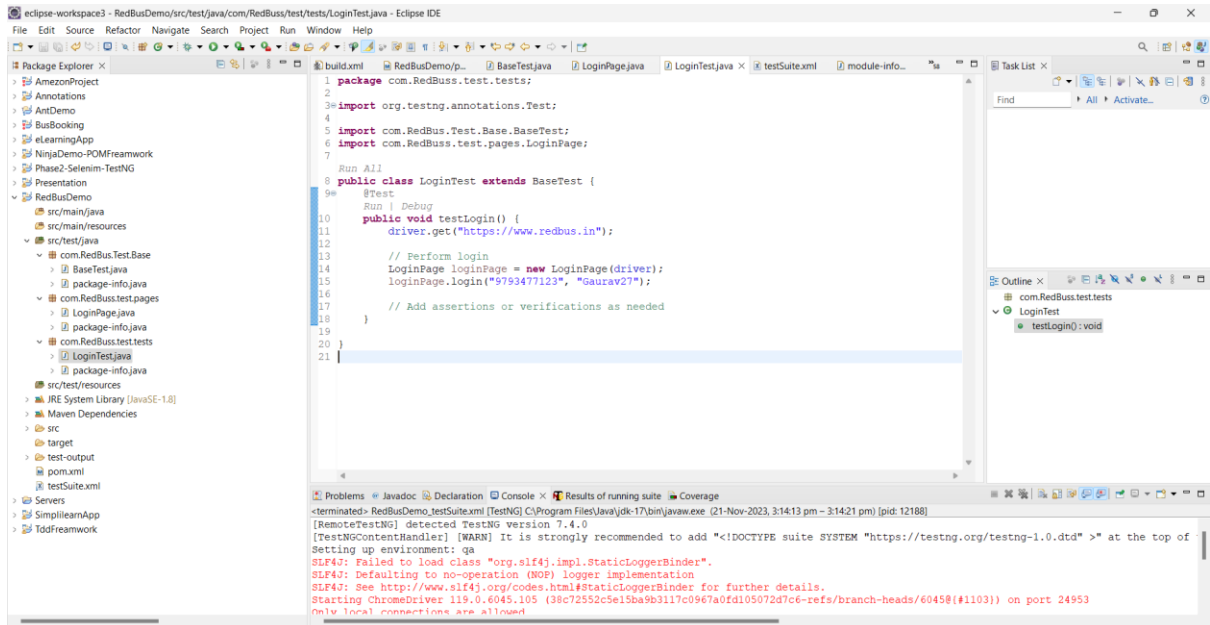 eclipse-workspace3 - RedBusDemo/src/test/java/com/RedBuss/test/tests/LoginTest.java - Eclipse IDE
File Edit Source Refactor Navigate Search Project Run Window Help
Package Explorer
build.xml RedBusDemo/p... BaseTest.java LoginPage.java LoginTest.java testSuite.xml module-info... 58
Task List
AmezonProject
Annotations
AntDemo
BusBooking
eLearningApp
NinjaDemo-POMFreamwork
Phase2-Selenim-TestNG
Presentation
RedBusDemo
src/main/java
src/main/resources
src/test/java
com.RedBus.Test.Base
BaseTest.java
package-info.java
com.RedBuss.test.pages
LoginPage.java
package-info.java
com.RedBuss.test.tests
LoginTest.java
package-info.java
src/test/resources
JRE System Library [JavaSE-1.8]
Maven Dependencies
src
target
test-output
pom.xml
testSuite.xml
Servers
SimplilearnApp
TddFreamwork
1 package com.RedBuss.test.tests;
2
3 import org.testng.annotations.Test;
4
5 import com.RedBus.Test.Base.BaseTest;
6 import com.RedBuss.test.pages.LoginPage;
7
Run All
8 public class LoginTest extends BaseTest {
9 @Test
Run | Debug
10 public void testLogin() {
11 driver.get("https://www.redbus.in");
12
13 // Perform login
14 LoginPage loginPage = new LoginPage(driver);
15 loginPage.login("9793477123", "Gaurav27");
16
17 // Add assertions or verifications as needed
18 }
19
20 }
21
Find All Activate...
Outline
com.RedBuss.test.tests
LoginTest
testLogin() : void
Problems Javadoc Declaration Console Results of running suite Coverage
<terminated> RedBusDemo_testSuite.xml [TestNG] C:\Program Files\Java\jdk-17\bin\javaw.exe (21-Nov-2023, 3:14:13 pm – 3:14:21 pm) [pid: 12188]
[RemoteTestNG] detected TestNG version 7.4.0
[TestNGContentHandler] [WARN] It is strongly recommended to add "<!DOCTYPE suite SYSTEM "https://testng.org/testng-1.0.dtd" >" at the top of
Setting up environment: qa
SLF4J: Failed to load class "org.slf4j.impl.StaticLoggerBinder".
SLF4J: Defaulting to no-operation (NOP) logger implementation
SLF4J: See http://www.slf4j.org/codes.html#StaticLoggerBinder for further details.
Starting ChromeDriver 119.0.6045.105 (38c72552c5e15ba9b3117c0967a0fd105072d7c6-refs/branch-heads/6045@{#1103}) on port 24953
Only local connections are allowed